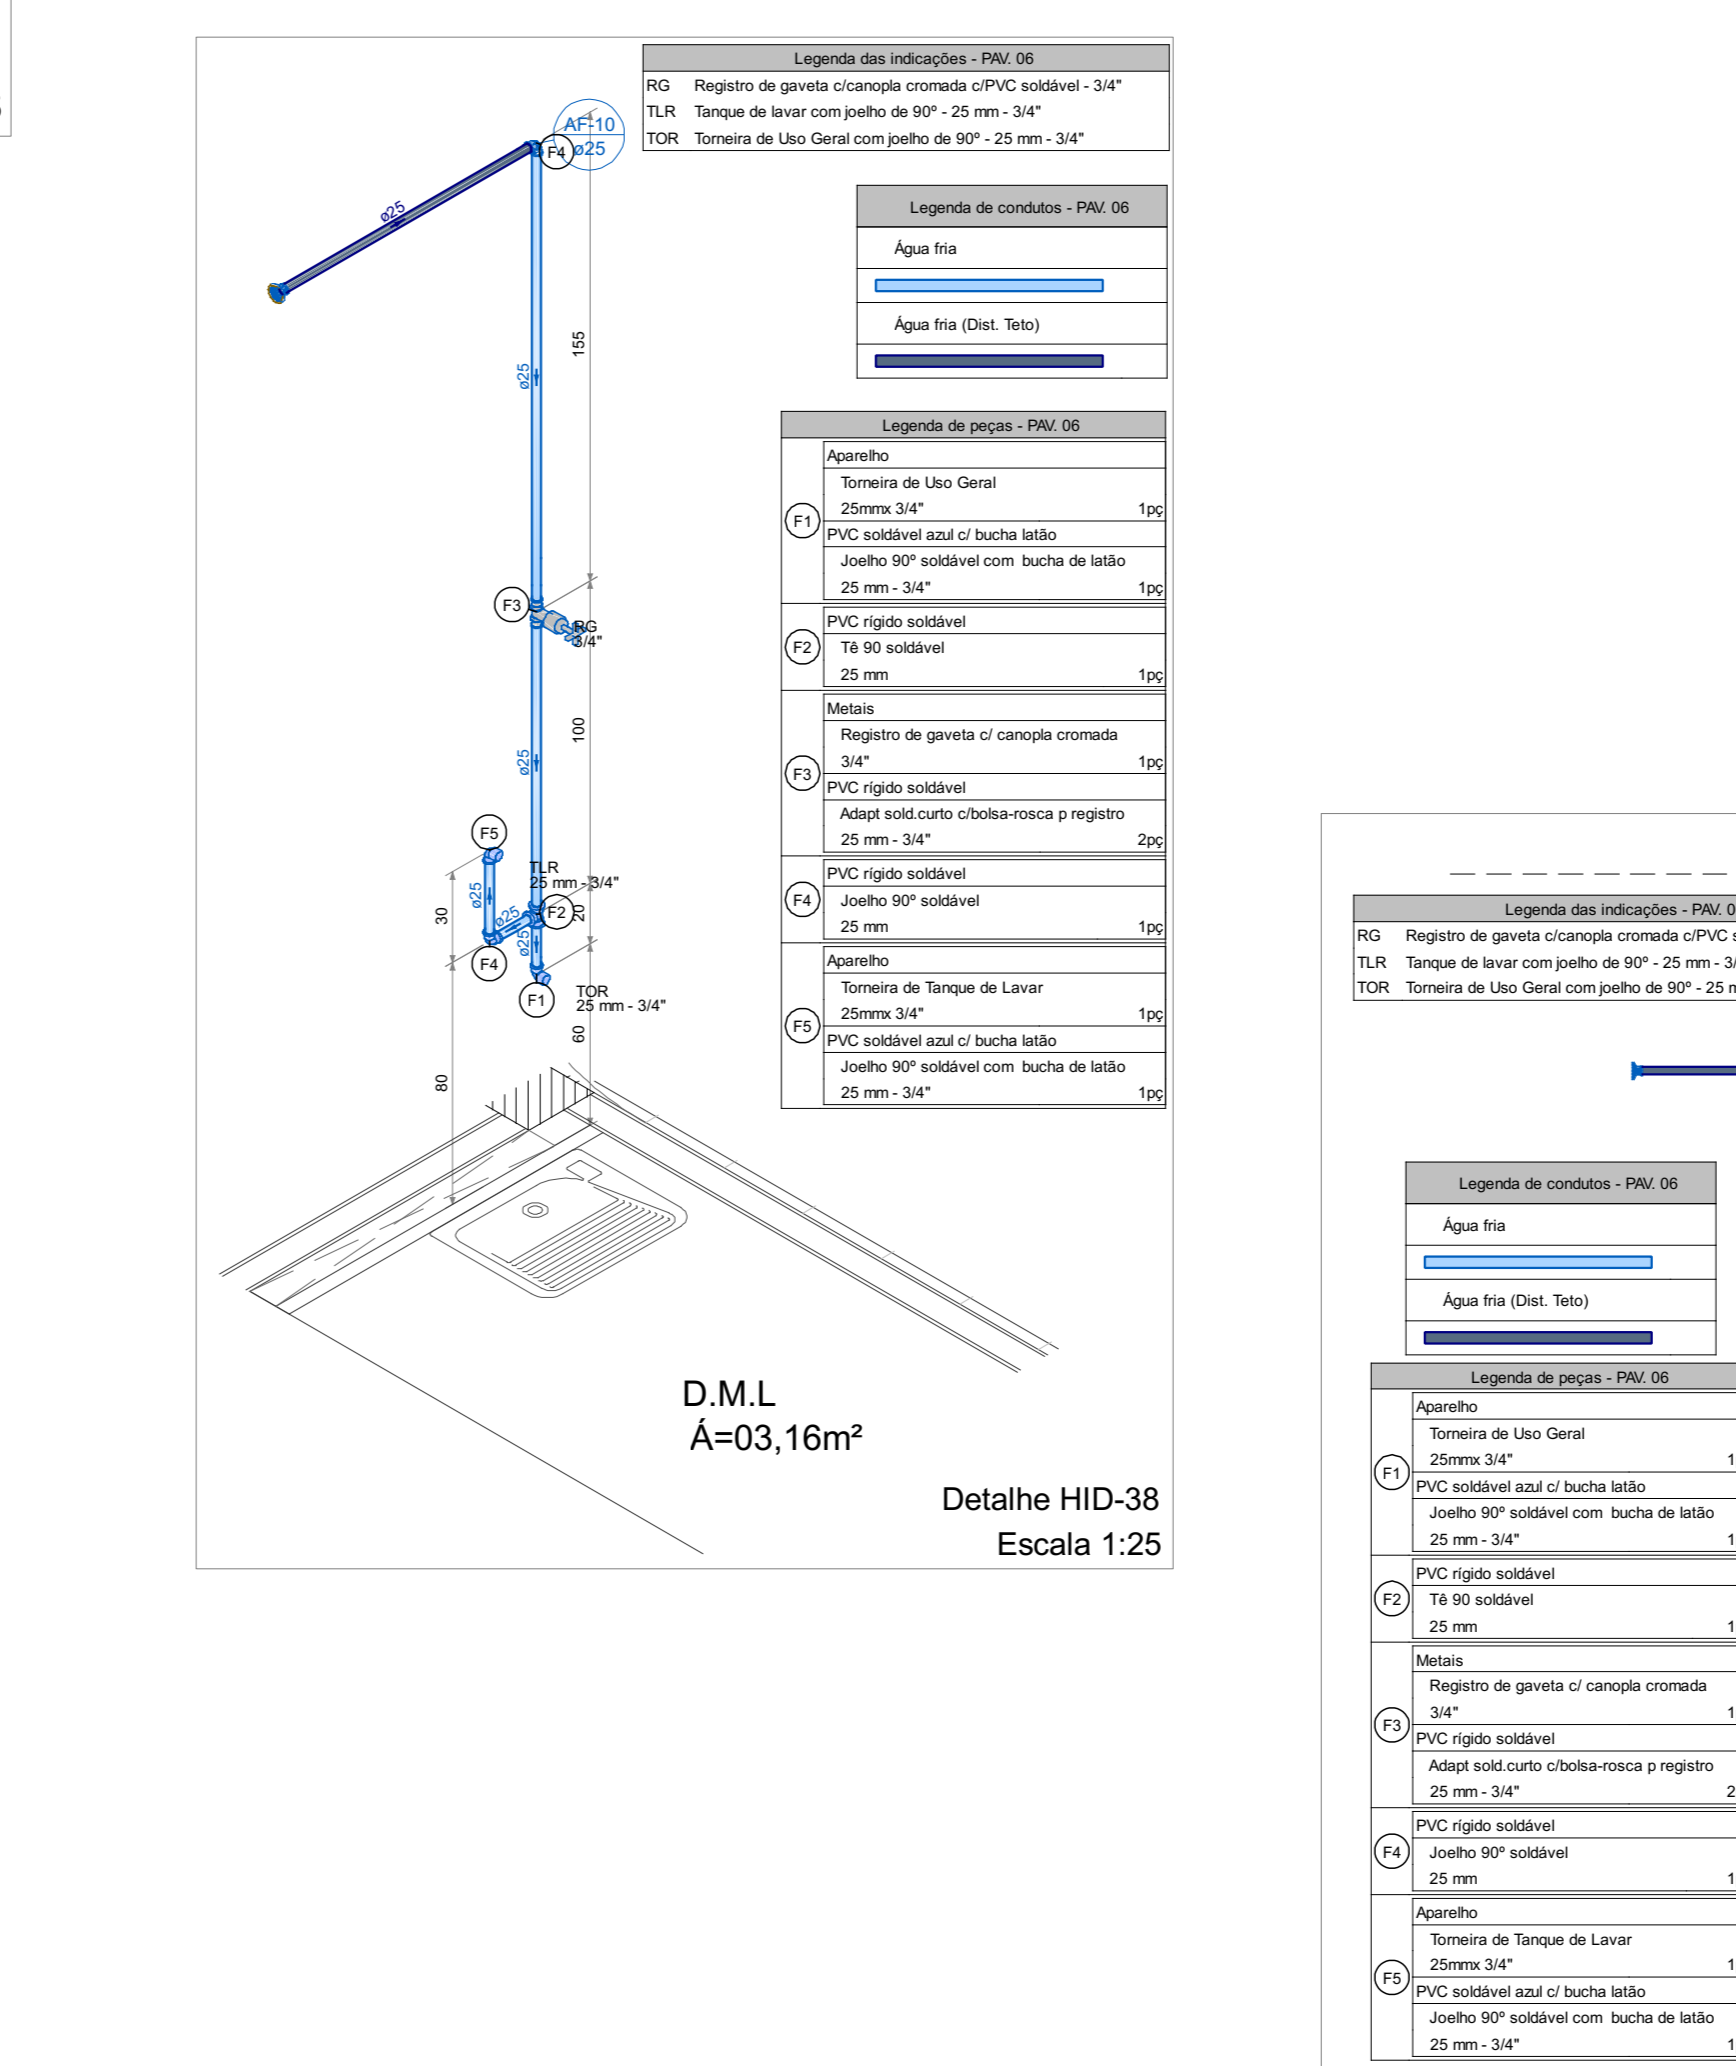 Legenda das indicações - PAV. 06
RG Registro de gaveta c/canopla cromada c/PVC soldável - 3/4"
TLR Tanque de lavar com joelho de 90º - 25 mm - 3/4"
TOR Torneira de Uso Geral com joelho de 90º - 25 mm - 3/4"
AF-10
ø25
F4
ø25
155
ø25
F3
RG
3/4"
100
ø25
F5
TLR
25 mm - 3/4"
30
ø25
ø25
F2
20
ø25
F4
F1
TOR
25 mm - 3/4"
60
80
Legenda de condutos - PAV. 06
Água fria
Água fria (Dist. Teto)
Legenda de peças - PAV. 06
F1
Aparelho
Torneira de Uso Geral
25mmx 3/4" 1pç
PVC soldável azul c/ bucha latão
Joelho 90º soldável com bucha de latão
25 mm - 3/4" 1pç
F2
PVC rígido soldável
Tê 90 soldável
25 mm 1pç
F3
Metais
Registro de gaveta c/ canopla cromada
3/4" 1pç
PVC rígido soldável
Adapt sold.curto c/bolsa-rosca p registro
25 mm - 3/4" 2pç
F4
PVC rígido soldável
Joelho 90º soldável
25 mm 1pç
F5
Aparelho
Torneira de Tanque de Lavar
25mmx 3/4" 1pç
PVC soldável azul c/ bucha latão
Joelho 90º soldável com bucha de latão
25 mm - 3/4" 1pç
D.M.L
Á=03,16m²
Detalhe HID-38
Escala 1:25
Legenda das indicações - PAV. 0
RG Registro de gaveta c/canopla cromada c/PVC s
TLR Tanque de lavar com joelho de 90º - 25 mm - 3/
TOR Torneira de Uso Geral com joelho de 90º - 25 m
Legenda de condutos - PAV. 06
Água fria
Água fria (Dist. Teto)
Legenda de peças - PAV. 06
F1
Aparelho
Torneira de Uso Geral
25mmx 3/4" 1
PVC soldável azul c/ bucha latão
Joelho 90º soldável com bucha de latão
25 mm - 3/4" 1
F2
PVC rígido soldável
Tê 90 soldável
25 mm 1
F3
Metais
Registro de gaveta c/ canopla cromada
3/4" 1
PVC rígido soldável
Adapt sold.curto c/bolsa-rosca p registro
25 mm - 3/4" 2
F4
PVC rígido soldável
Joelho 90º soldável
25 mm 1
F5
Aparelho
Torneira de Tanque de Lavar
25mmx 3/4" 1
PVC soldável azul c/ bucha latão
Joelho 90º soldável com bucha de latão
25 mm - 3/4" 1